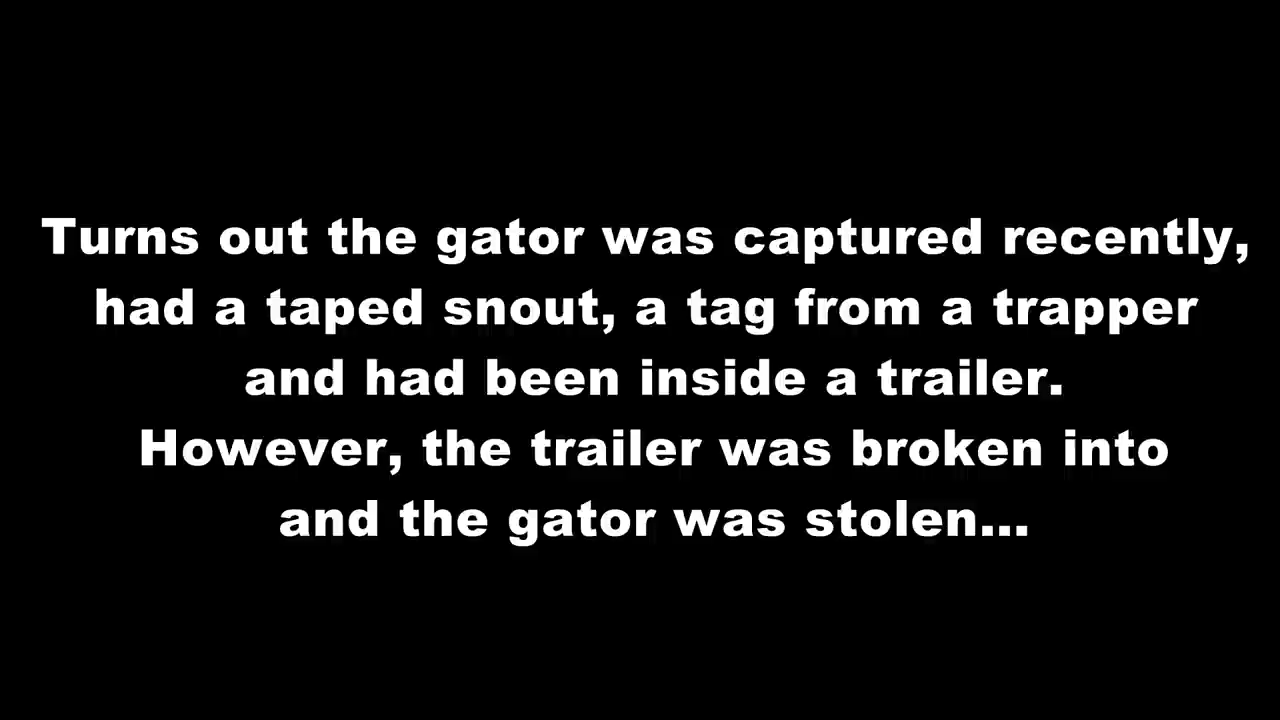 Turns out the gator was captured recently,
had a taped snout, a tag from a trapper
and had been inside a trailer.
However, the trailer was broken into
and the gator was stolen...